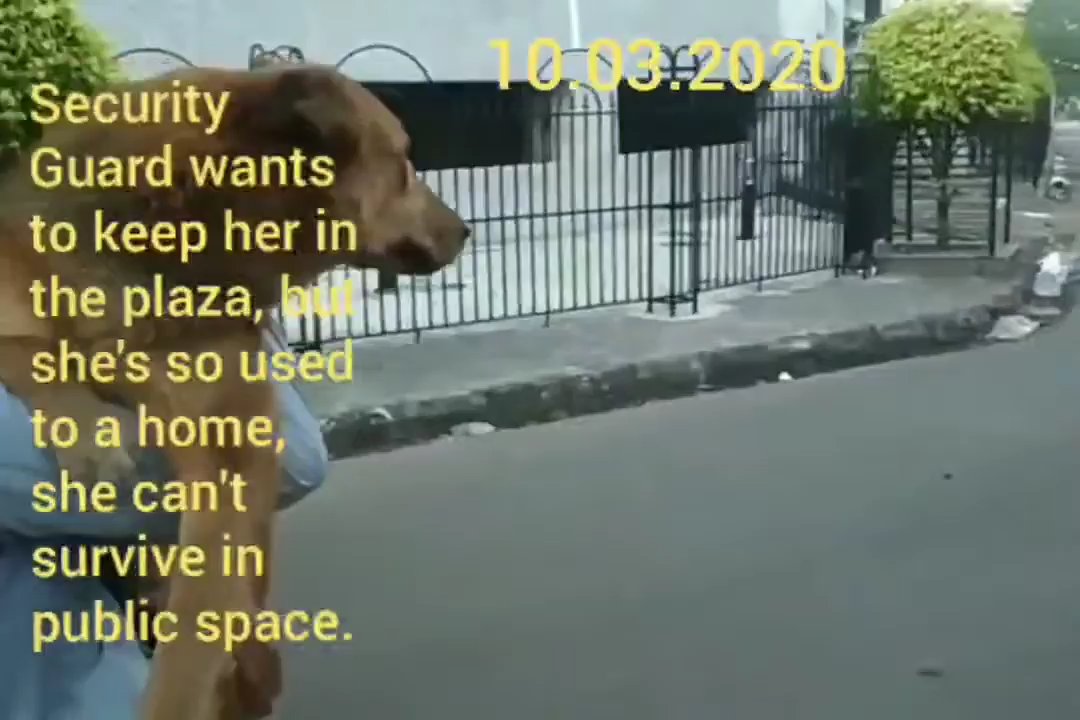 10.03.2020
Security
Guard wants
to keep her in
the plaza, but
she's so used
to a home,
she can't
survive in
public space.